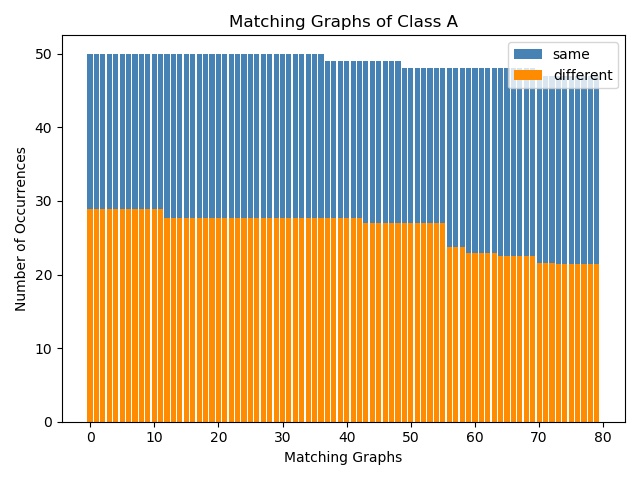 Matching Graphs of Class A
same
different
Number of Occurrences
50
40
30
20
10
0
0 10 20 30 40 50 60 70 80
Matching Graphs